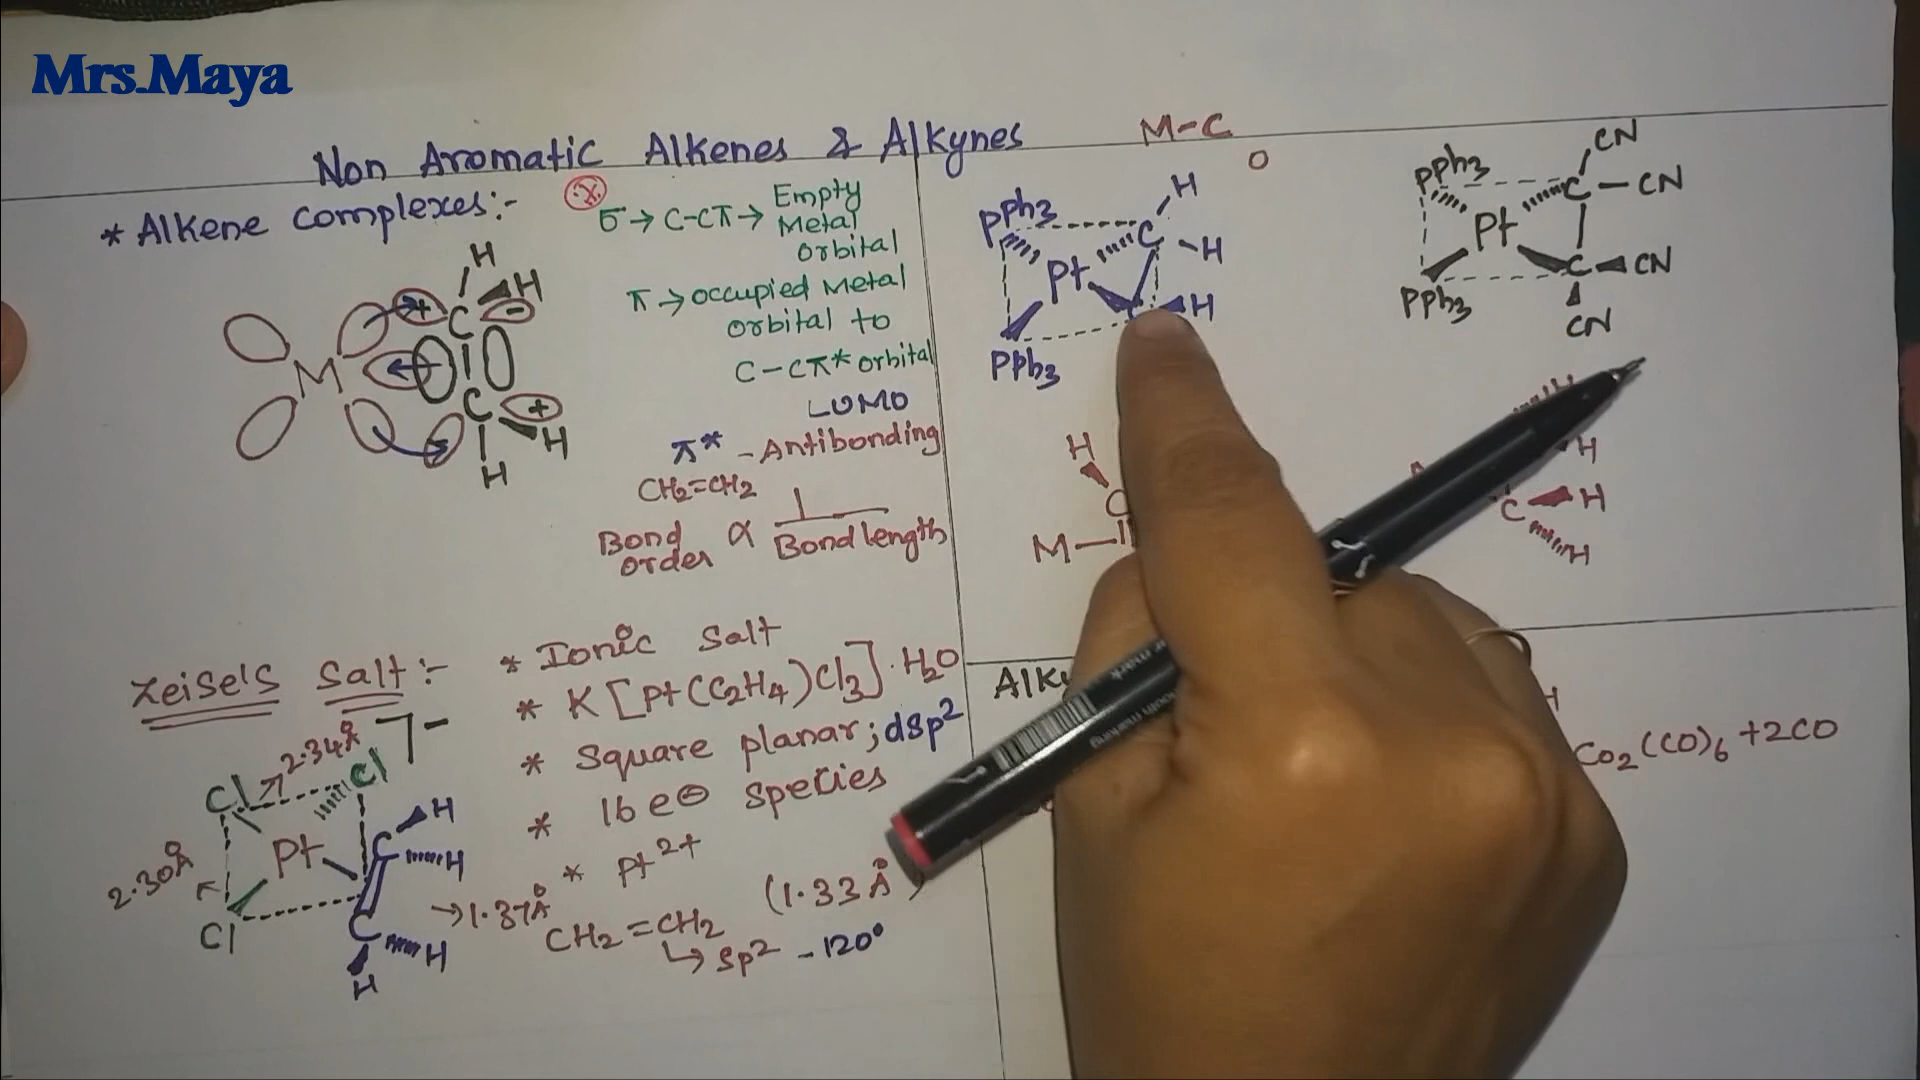 Mrs.Maya
Non Aromatic Alkenes & Alkynes
* Alkene complexes:-
σ → C-Cπ → Empty
Metal
orbital
π → occupied Metal
orbital to
C-Cπ* orbital
LUMO
π* - Antibonding
CH2=CH2
Bond order α 1/Bond length
H
H
+
C
-
M
C
+
H
H
Zeise's Salt:-
* Ionic Salt
* K[Pt(C2H4)Cl3].H2O
* Square planar; dsp2
* 16 e⊖ species
* Pt2+
CH2=CH2 (1.33Å)
↳ sp2 - 120°
] -
2.34Å
Cl
Cl
H
Pt
C
H
2.30Å
Cl
C
→ 1.37Å
H
H
M-C
H
PPh3
C
H
Pt
H
PPh3
CN
PPh3
C-CN
Pt
C
CN
PPh3
CN
H
M
H
H
C
H
H
Co2(CO)6 + 2CO